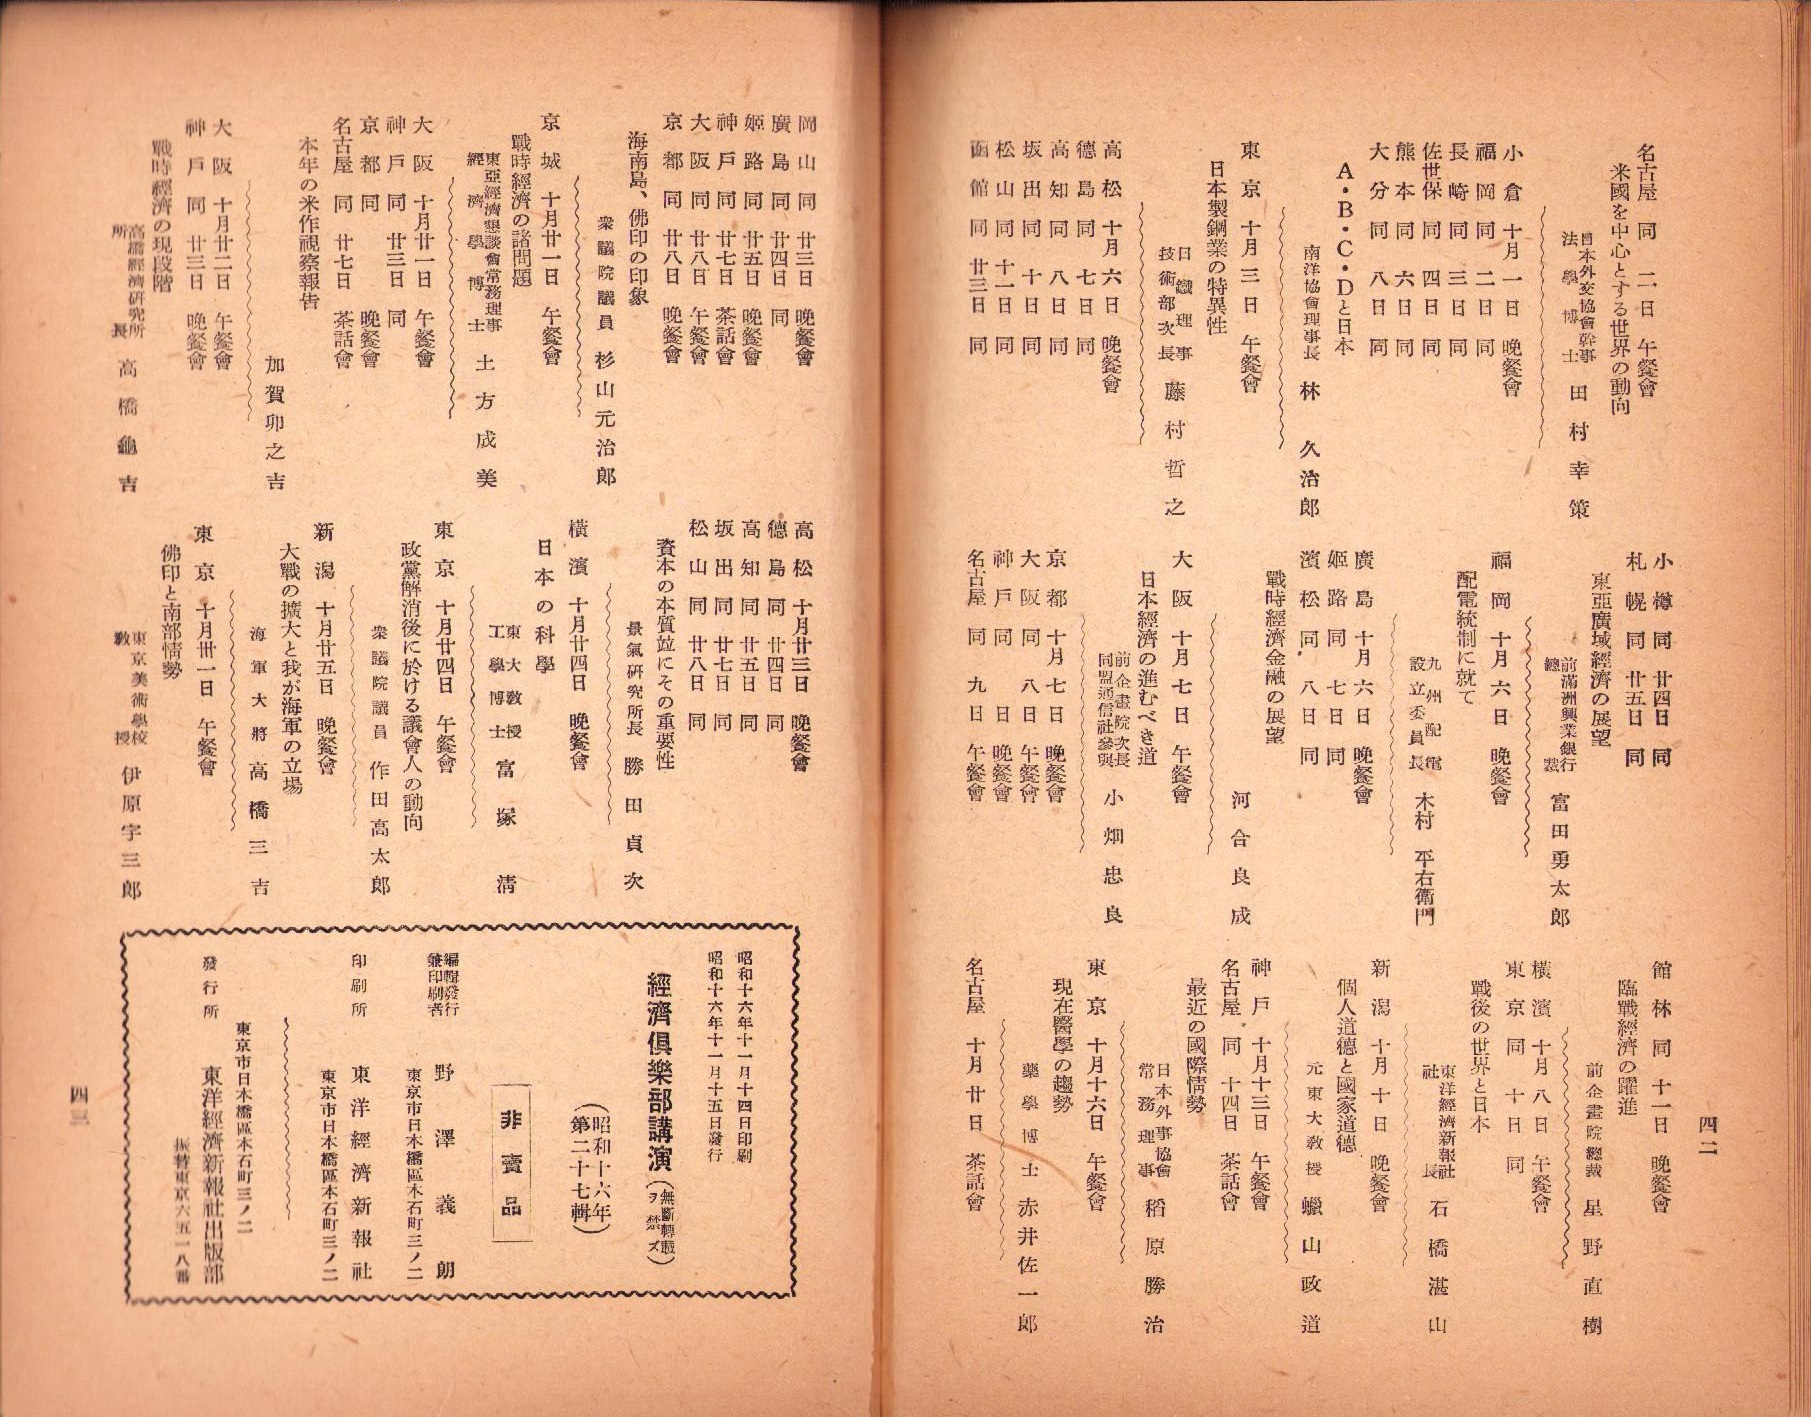 名古屋 同 二日 午餐會
米國を中心とする世界の動向
日本外交協會幹事
法學博士 田村幸策
小倉 十月一日 晩餐會
福岡 同 二日 同
長崎 同 三日 同
佐世保 同 四日 同
熊本 同 六日 同
大分 同 八日 同
A・B・C・Dと日本
南洋協會理事長 林 久治郎
東京 十月三日 午餐會
日本製鋼業の特異性
日鐵理事
技術部次長 藤村哲之
高松 十月六日 晩餐會
德島 同 七日 同
高知 同 八日 同
坂出 同 十日 同
松山 同 十一日 同
函館 同 廿三日 同
小樽 同 廿四日 同
札幌 同 廿五日 同
東亞廣域經濟の展望
前滿洲興業銀行
總裁 富田勇太郎
福岡 十月六日 晩餐會
配電統制に就て
九州配電
設立委員長 木村平右衛門
廣島 十月六日 晩餐會
姬路 同 七日 同
濱松 同 八日 同
戰時經濟金融の展望
河合良成
大阪 十月七日 午餐會
日本經濟の進むべき道
前企畫院次長
同盟通信社參與 小畑忠良
京都 十月七日 晩餐會
大阪 同 八日 午餐會
神戶 同 日 晩餐會
名古屋 同 九日 午餐會
館林 同 十一日 晩餐會
臨戰經濟の躍進
前企畫院總裁 星野直樹
橫濱 十月八日 午餐會
東京 同 十日 同
戰後の世界と日本
東洋經濟新報社
社長 石橋湛山
新潟 十月十日 晩餐會
個人道德と國家道德
元東大敎授 蠟山政道
神戶 十月十三日 午餐會
名古屋 同 十四日 茶話會
最近の國際情勢
日本外事協會
常務理事 稻原勝治
東京 十月十六日 午餐會
現在醫學の趨勢
藥學博士 赤井佐一郎
名古屋 十月廿日 茶話會
四二
岡山 同 廿三日 晩餐會
廣島 同 廿四日 同
姬路 同 廿五日 晩餐會
神戶 同 廿七日 茶話會
大阪 同 廿八日 午餐會
京都 同 廿八日 晩餐會
海南島、佛印の印象
衆議院議員 杉山元治郎
京城 十月廿一日 午餐會
戰時經濟の諸問題
東亞經濟懇談會常務理事
經濟學博士 土方成美
大阪 十月廿一日 午餐會
神戶 同 廿三日 同
京都 同 晩餐會
名古屋 同 廿七日 茶話會
本年の米作視察報告
加賀卯之吉
大阪 十月廿二日 午餐會
神戶 同 廿三日 晩餐會
戰時經濟の現段階
高橋經濟硏究所
所長 高橋龜吉
高松 十月廿三日 晩餐會
德島 同 廿四日 同
高知 同 廿五日 同
坂出 同 廿七日 同
松山 同 廿八日 同
資本の本質竝にその重要性
景氣硏究所長 勝田貞次
橫濱 十月廿四日 晩餐會
日本の科學
東大敎授
工學博士 富塚淸
東京 十月廿四日 午餐會
政黨解消後に於ける議會人の動向
衆議院議員 作田高太郎
新潟 十月廿五日 晩餐會
大戰の擴大と我が海軍の立場
海軍大將 高橋三吉
東京 十月卅一日 午餐會
佛印と南部情勢
東京美術學校
敎授 伊原宇三郎
昭和十六年十一月十四日印刷
昭和十六年十一月十五日發行
經濟俱樂部講演(無斷轉載ヲ禁ズ)
(昭和十六年
第二十七輯)
非賣品
編輯發行
兼印刷者 野澤義朗
東京市日本橋區本石町三ノ二
印刷所 東洋經濟新報社
東京市日本橋區本石町三ノ二
東京市日本橋區本石町三ノ二
發行所 東洋經濟新報社出版部
振替東京六五一八番
四三